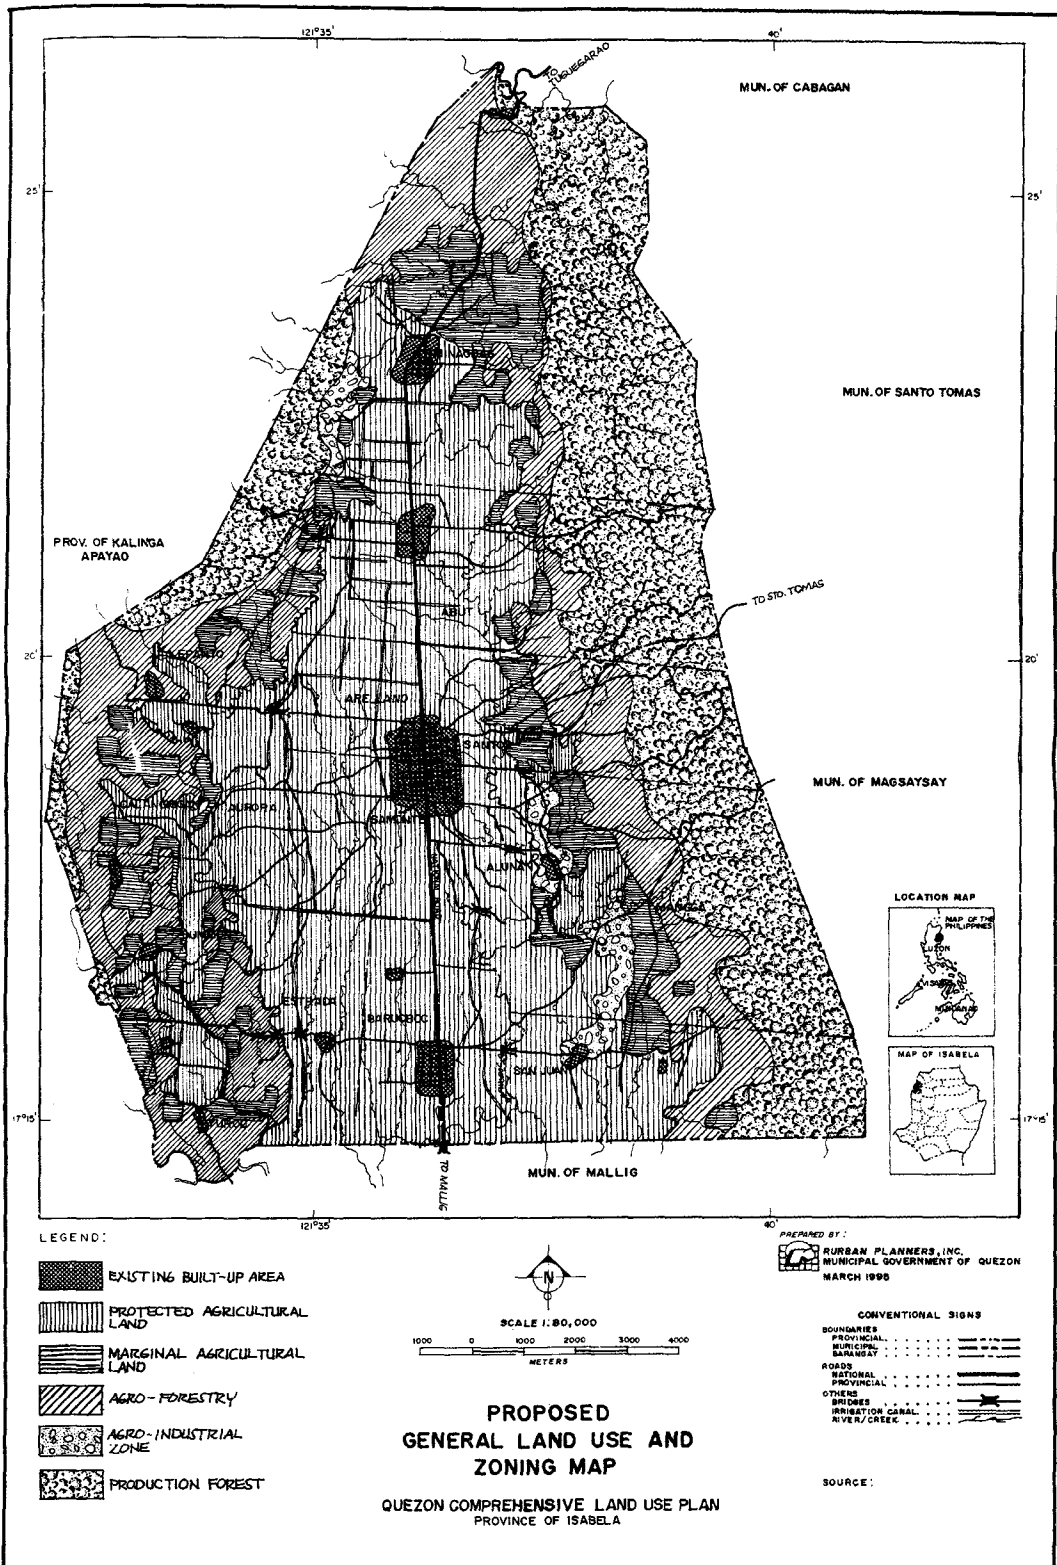 121°35'
40'
TO
TUGUEGARAO
MUN. OF CABAGAN
25'
25'
MUN. OF SANTO TOMAS
PROV. OF KALINGA
APAYAO
ABUT
TO STO. TOMAS
20'
20'
LEPANTO
ARELLANO
SANTOS
MUN. OF MAGSAYSAY
AURORA
SAMONTE
ALUNAN
LOCATION MAP
MAP OF THE
PHILIPPINES
LUZON
VISAYAS
MINDANAO
ESTRADA
BARUCBOC
SAN JUAN
MAP OF ISABELA
17°15'
17°15'
TO MALLIG
MUN. OF MALLIG
121°35'
40'
LEGEND:
EXISTING BUILT-UP AREA
PROTECTED AGRICULTURAL
LAND
MARGINAL AGRICULTURAL
LAND
AGRO-FORESTRY
AGRO-INDUSTRIAL
ZONE
PRODUCTION FOREST
N
SCALE 1:80,000
1000 0 1000 2000 3000 4000
METERS
PROPOSED
GENERAL LAND USE AND
ZONING MAP
QUEZON COMPREHENSIVE LAND USE PLAN
PROVINCE OF ISABELA
PREPARED BY:
RURBAN PLANNERS, INC.
MUNICIPAL GOVERNMENT OF QUEZON
MARCH 1998
CONVENTIONAL SIGNS
BOUNDARIES
PROVINCIAL . . . . .
MUNICIPAL . . . . .
BARANGAY . . . . .
ROADS
NATIONAL . . . . .
PROVINCIAL . . . . .
OTHERS
BRIDGES . . . . .
IRRIGATION CANAL . . .
RIVER/CREEK . . . .
SOURCE: